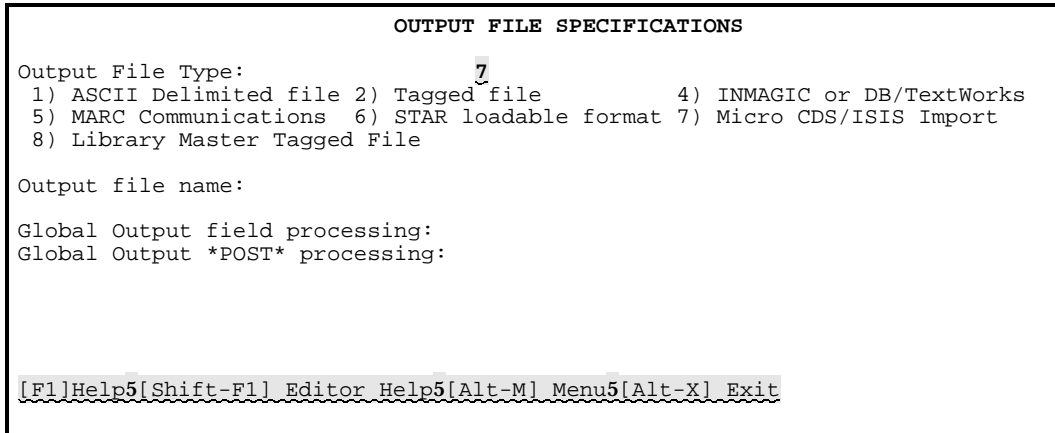 OUTPUT FILE SPECIFICATIONS
Output File Type: 7
1) ASCII Delimited file 2) Tagged file 4) INMAGIC or DB/TextWorks
5) MARC Communications 6) STAR loadable format 7) Micro CDS/ISIS Import
8) Library Master Tagged File
Output file name:
Global Output field processing:
Global Output *POST* processing:
[F1]Help5[Shift-F1] Editor Help5[Alt-M] Menu5[Alt-X] Exit